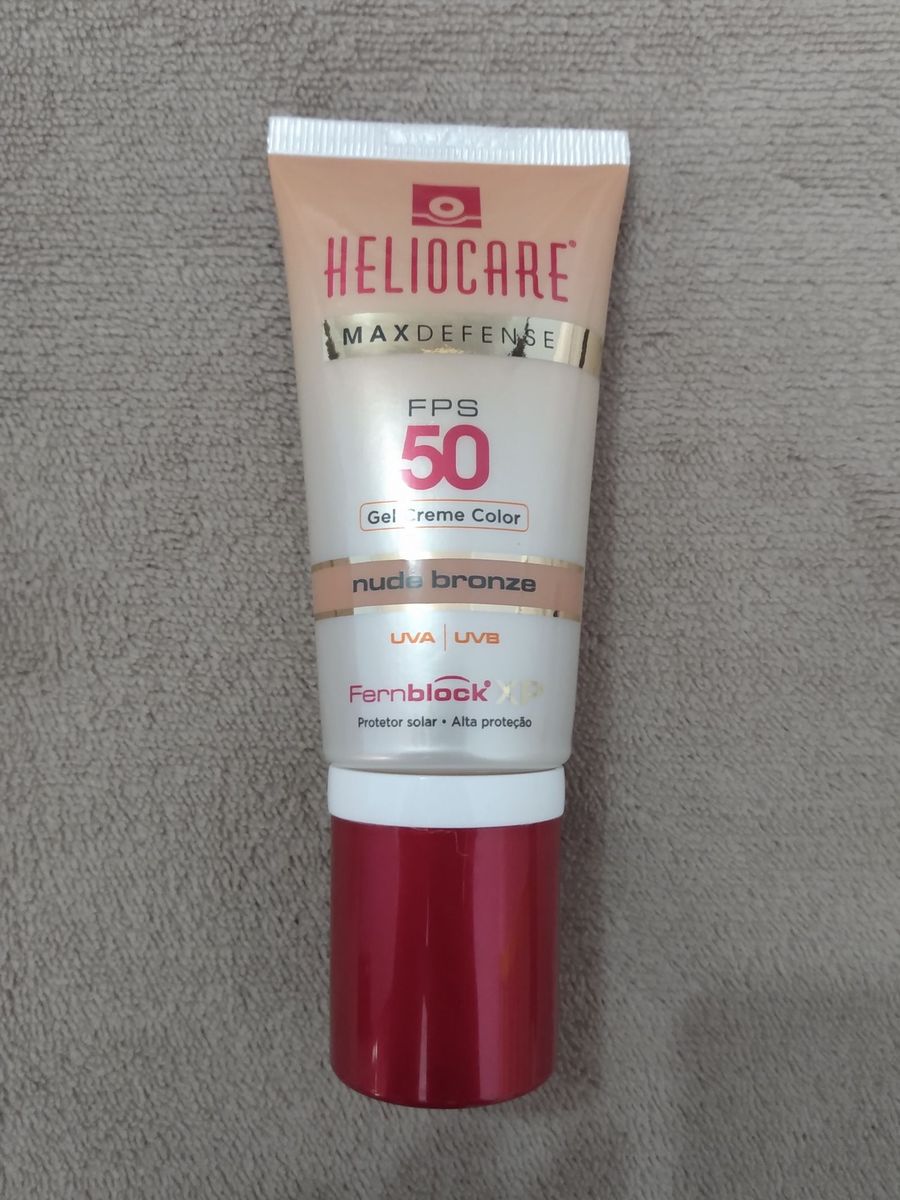 HELIOCARE®
MAXDEFENSE
FPS
50
Gel Creme Color
nude bronze
UVA | UVB
Fernblock® XP
Protetor solar • Alta proteção